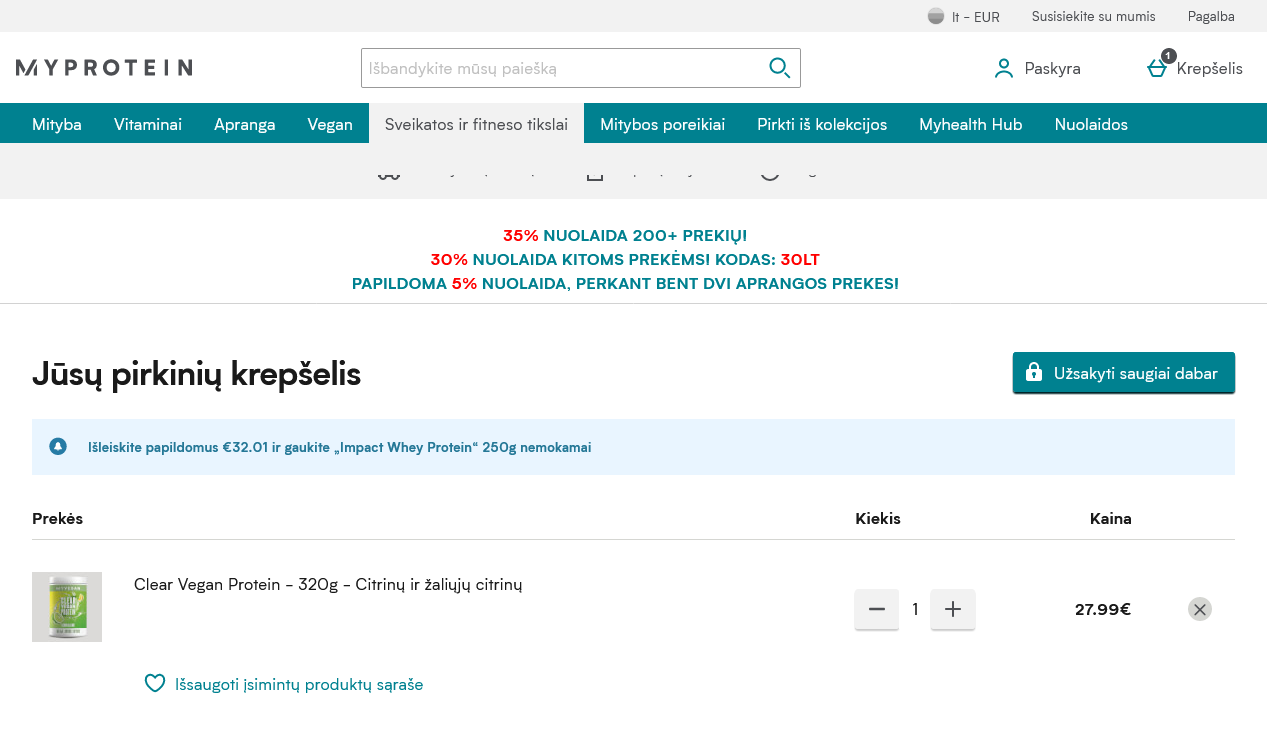 lt - EUR
Susisiekite su mumis
Pagalba
MYPROTEIN
Išbandykite mūsų paiešką
Paskyra
1
Krepšelis
Mityba
Vitaminai
Apranga
Vegan
Sveikatos ir fitneso tikslai
Mitybos poreikiai
Pirkti iš kolekcijos
Myhealth Hub
Nuolaidos
35% NUOLAIDA 200+ PREKIŲ!
30% NUOLAIDA KITOMS PREKĖMS! KODAS: 30LT
PAPILDOMA 5% NUOLAIDA, PERKANT BENT DVI APRANGOS PREKES!
Jūsų pirkinių krepšelis
Užsakyti saugiai dabar
Išleiskite papildomus €32.01 ir gaukite „Impact Whey Protein“ 250g nemokamai
Prekės
Kiekis
Kaina
Clear Vegan Protein - 320g - Citrinų ir žaliųjų citrinų
1
27.99€
Išsaugoti įsimintų produktų sąraše